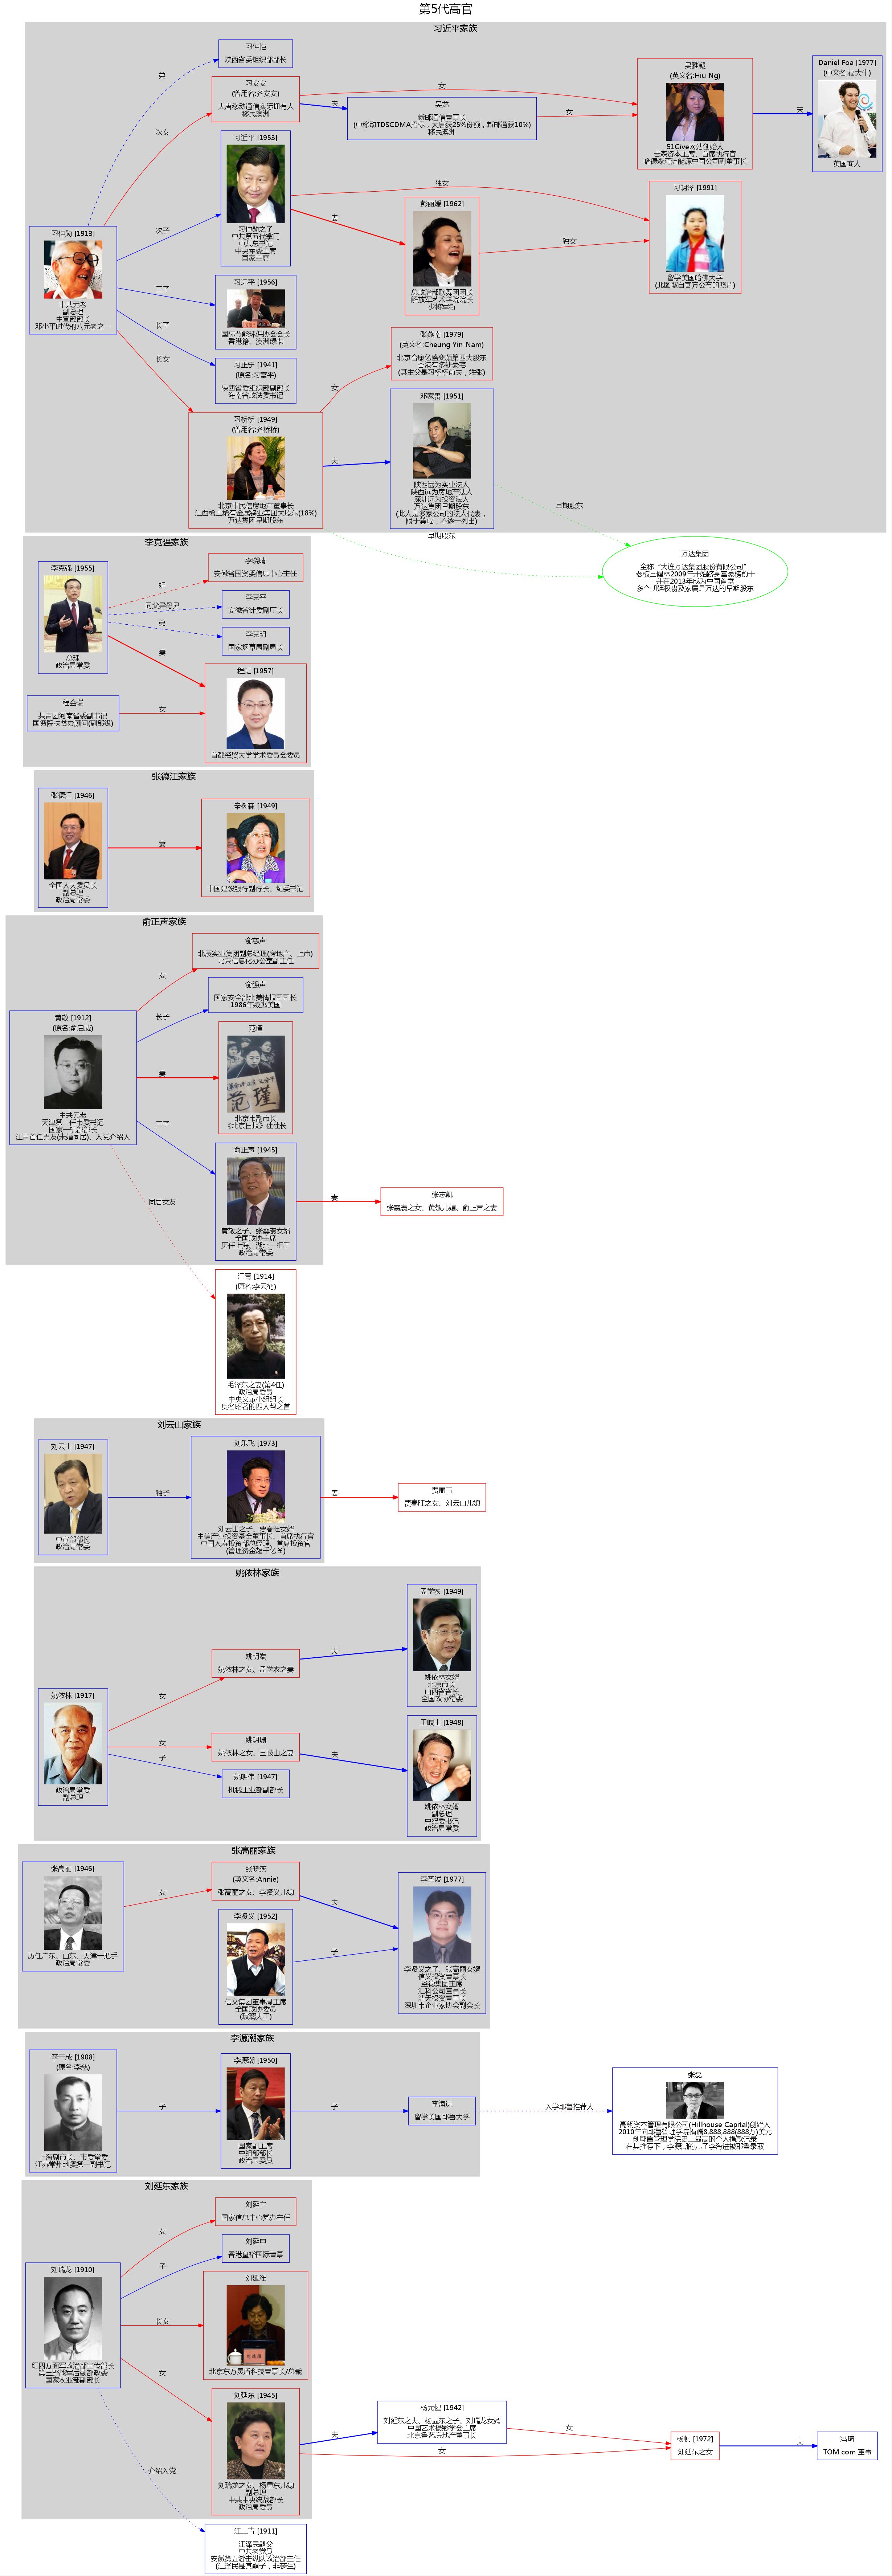 第5代高官
习近平家族
习仲恺
陕西省委组织部部长
弟
习安安
(曾用名:齐安安)
大唐移动通信实际拥有人
移民澳洲
次女
夫
女
吴龙
新邮通信董事长
(中移动TDSCDMA招标，大唐获25%份额，新邮通获10%)
移民澳洲
女
吴雅凝
(英文名:Hiu Ng)
51Give网站创始人
吉森资本主席、首席执行官
哈德森清洁能源中国公司副董事长
夫
Daniel Foa [1977]
(中文名:福大牛)
英国商人
习仲勋 [1913]
中共元老
副总理
中宣部部长
邓小平时代的八元老之一
次子
习近平 [1953]
习仲勋之子
中共第五代掌门
中共总书记
中央军委主席
国家主席
独女
妻
彭丽媛 [1962]
总政治部歌舞团团长
解放军艺术学院院长
少将军衔
独女
习明泽 [1991]
留学美国哈佛大学
(此图取自官方公布的照片)
三子
习远平 [1956]
国际节能环保协会会长
香港籍、澳洲绿卡
长子
习正宁 [1941]
(原名:习富平)
陕西省委组织部副部长
海南省政法委书记
长女
习桥桥 [1949]
(曾用名:齐桥桥)
北京中民信房地产董事长
江西稀土稀有金属钨业集团大股东(18%)
万达集团早期股东
女
张燕南 [1979]
(英文名:Cheung Yin-Nam)
北京合康亿盛变频第四大股东
香港有多处豪宅
(其生父是习桥桥前夫，姓张)
夫
邓家贵 [1951]
陕西远为实业法人
陕西远为房地产法人
深圳远为投资法人
万达集团早期股东
(此人是多家公司的法人代表，
限于篇幅，不逐一列出)
早期股东
早期股东
万达集团
全称“大连万达集团股份有限公司”
老板王健林2009年开始跻身富豪榜前十
并在2013年成为中国首富
多个朝廷权贵及家属是万达的早期股东
李克强家族
李克强 [1955]
总理
政治局常委
姐
李晓晴
安徽省国资委信息中心主任
同父异母兄
李克平
安徽省计委副厅长
弟
李克明
国家烟草局副局长
妻
程虹 [1957]
首都经贸大学学术委员会委员
程金瑞
共青团河南省委副书记
国务院扶贫办顾问(副部级)
女
张德江家族
张德江 [1946]
全国人大委员长
副总理
政治局常委
妻
辛树森 [1949]
中国建设银行副行长、纪委书记
俞正声家族
俞慈声
北辰实业集团副总经理(房地产、上市)
北京信息化办公室副主任
女
俞强声
国家安全部北美情报司司长
1986年叛逃美国
长子
黄敬 [1912]
(原名:俞启威)
中共元老
天津第一任市委书记
国家一机部部长
江青首任男友(未婚同居)、入党介绍人
妻
范瑾
北京市副市长
《北京日报》社社长
三子
俞正声 [1945]
黄敬之子、张震寰女婿
全国政协主席
历任上海、湖北一把手
政治局常委
妻
张志凯
张震寰之女、黄敬儿媳、俞正声之妻
同居女友
江青 [1914]
(原名:李云鹤)
毛泽东之妻(第4任)
政治局委员
中央文革小组组长
臭名昭著的四人帮之首
刘云山家族
刘云山 [1947]
中宣部部长
政治局常委
独子
刘乐飞 [1973]
刘云山之子、贾春旺女婿
中信产业投资基金董事长、首席执行官
中国人寿投资部总经理、首席投资官
(管理资金超千亿￥)
妻
贾丽青
贾春旺之女、刘云山儿媳
姚依林家族
姚依林 [1917]
政治局常委
副总理
女
姚明端
姚依林之女、孟学农之妻
夫
孟学农 [1949]
姚依林女婿
北京市长
山西省省长
全国政协常委
女
姚明珊
姚依林之女、王岐山之妻
夫
王岐山 [1948]
姚依林女婿
副总理
中纪委书记
政治局常委
子
姚明伟 [1947]
机械工业部副部长
张高丽家族
张高丽 [1946]
历任广东、山东、天津一把手
政治局常委
女
张晓燕
(英文名:Annie)
张高丽之女、李贤义儿媳
夫
李贤义 [1952]
信义集团董事局主席
全国政协委员
(玻璃大王)
子
李圣泼 [1977]
李贤义之子、张高丽女婿
信义投资董事长
圣德集团主席
汇科公司董事长
浩天投资董事长
深圳市企业家协会副会长
李源潮家族
李干成 [1908]
(原名:李慈)
上海副市长、市委常委
江苏常州地委第一副书记
子
李源潮 [1950]
国家副主席
中组部部长
政治局委员
子
李海进
留学美国耶鲁大学
入学耶鲁推荐人
张磊
高瓴资本管理有限公司(Hillhouse Capital)创始人
2010年向耶鲁管理学院捐赠8,888,888(888万)美元
创耶鲁管理学院史上最高的个人捐款记录
在其推荐下，李源潮的儿子李海进被耶鲁录取
刘延东家族
刘延宁
国家信息中心党办主任
女
刘延申
香港皇裕国际董事
子
刘瑞龙 [1910]
红四方面军政治部宣传部长
第三野战军后勤部政委
国家农业部副部长
长女
刘延淮
北京东方灵盾科技董事长/总裁
女
刘延东 [1945]
刘瑞龙之女、杨显东儿媳
副总理
中共中央统战部长
政治局委员
夫
杨元惺 [1942]
刘延东之夫、杨显东之子、刘瑞龙女婿
中国艺术摄影学会主席
北京鲁艺房地产董事长
女
女
杨帆 [1972]
刘延东之女
夫
冯琦
TOM.com 董事
介绍入党
江上青 [1911]
江泽民嗣父
中共老党员
安徽第五游击纵队政治部主任
(江泽民是其嗣子，非亲生)